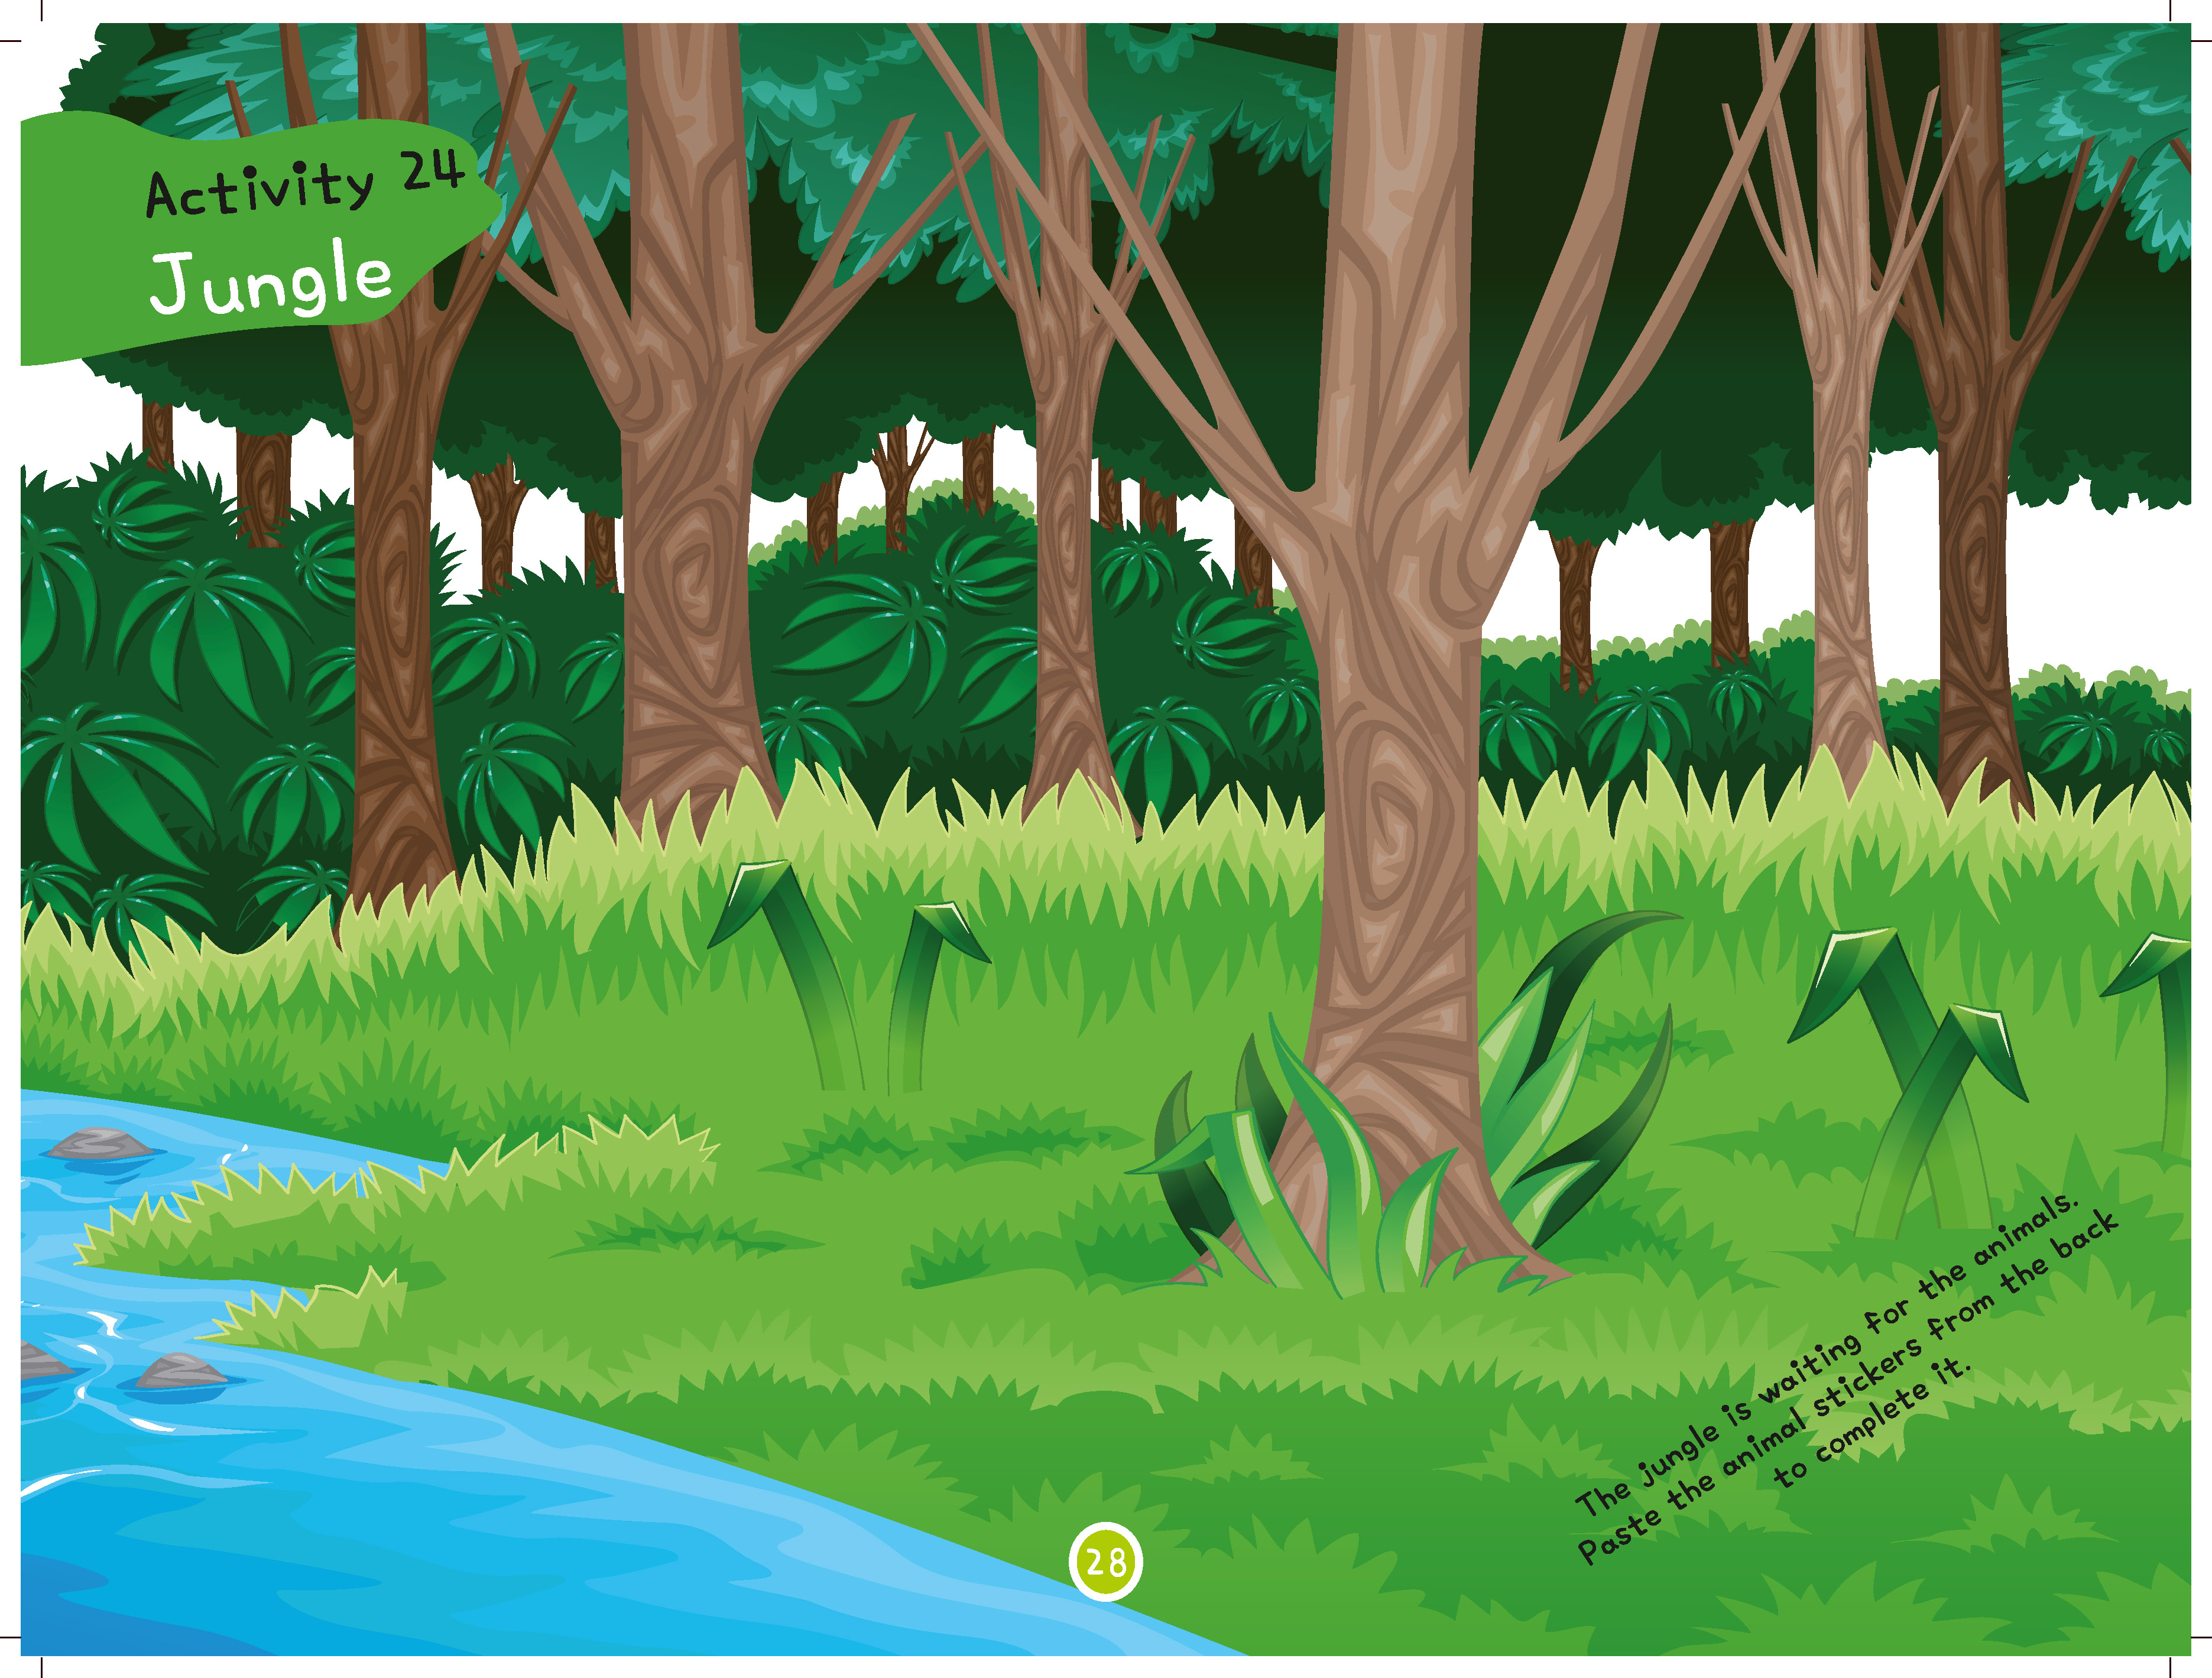 Activity 24
Jungle
The jungle is waiting for the animals.
Paste the animal stickers from the back
to complete it.
28